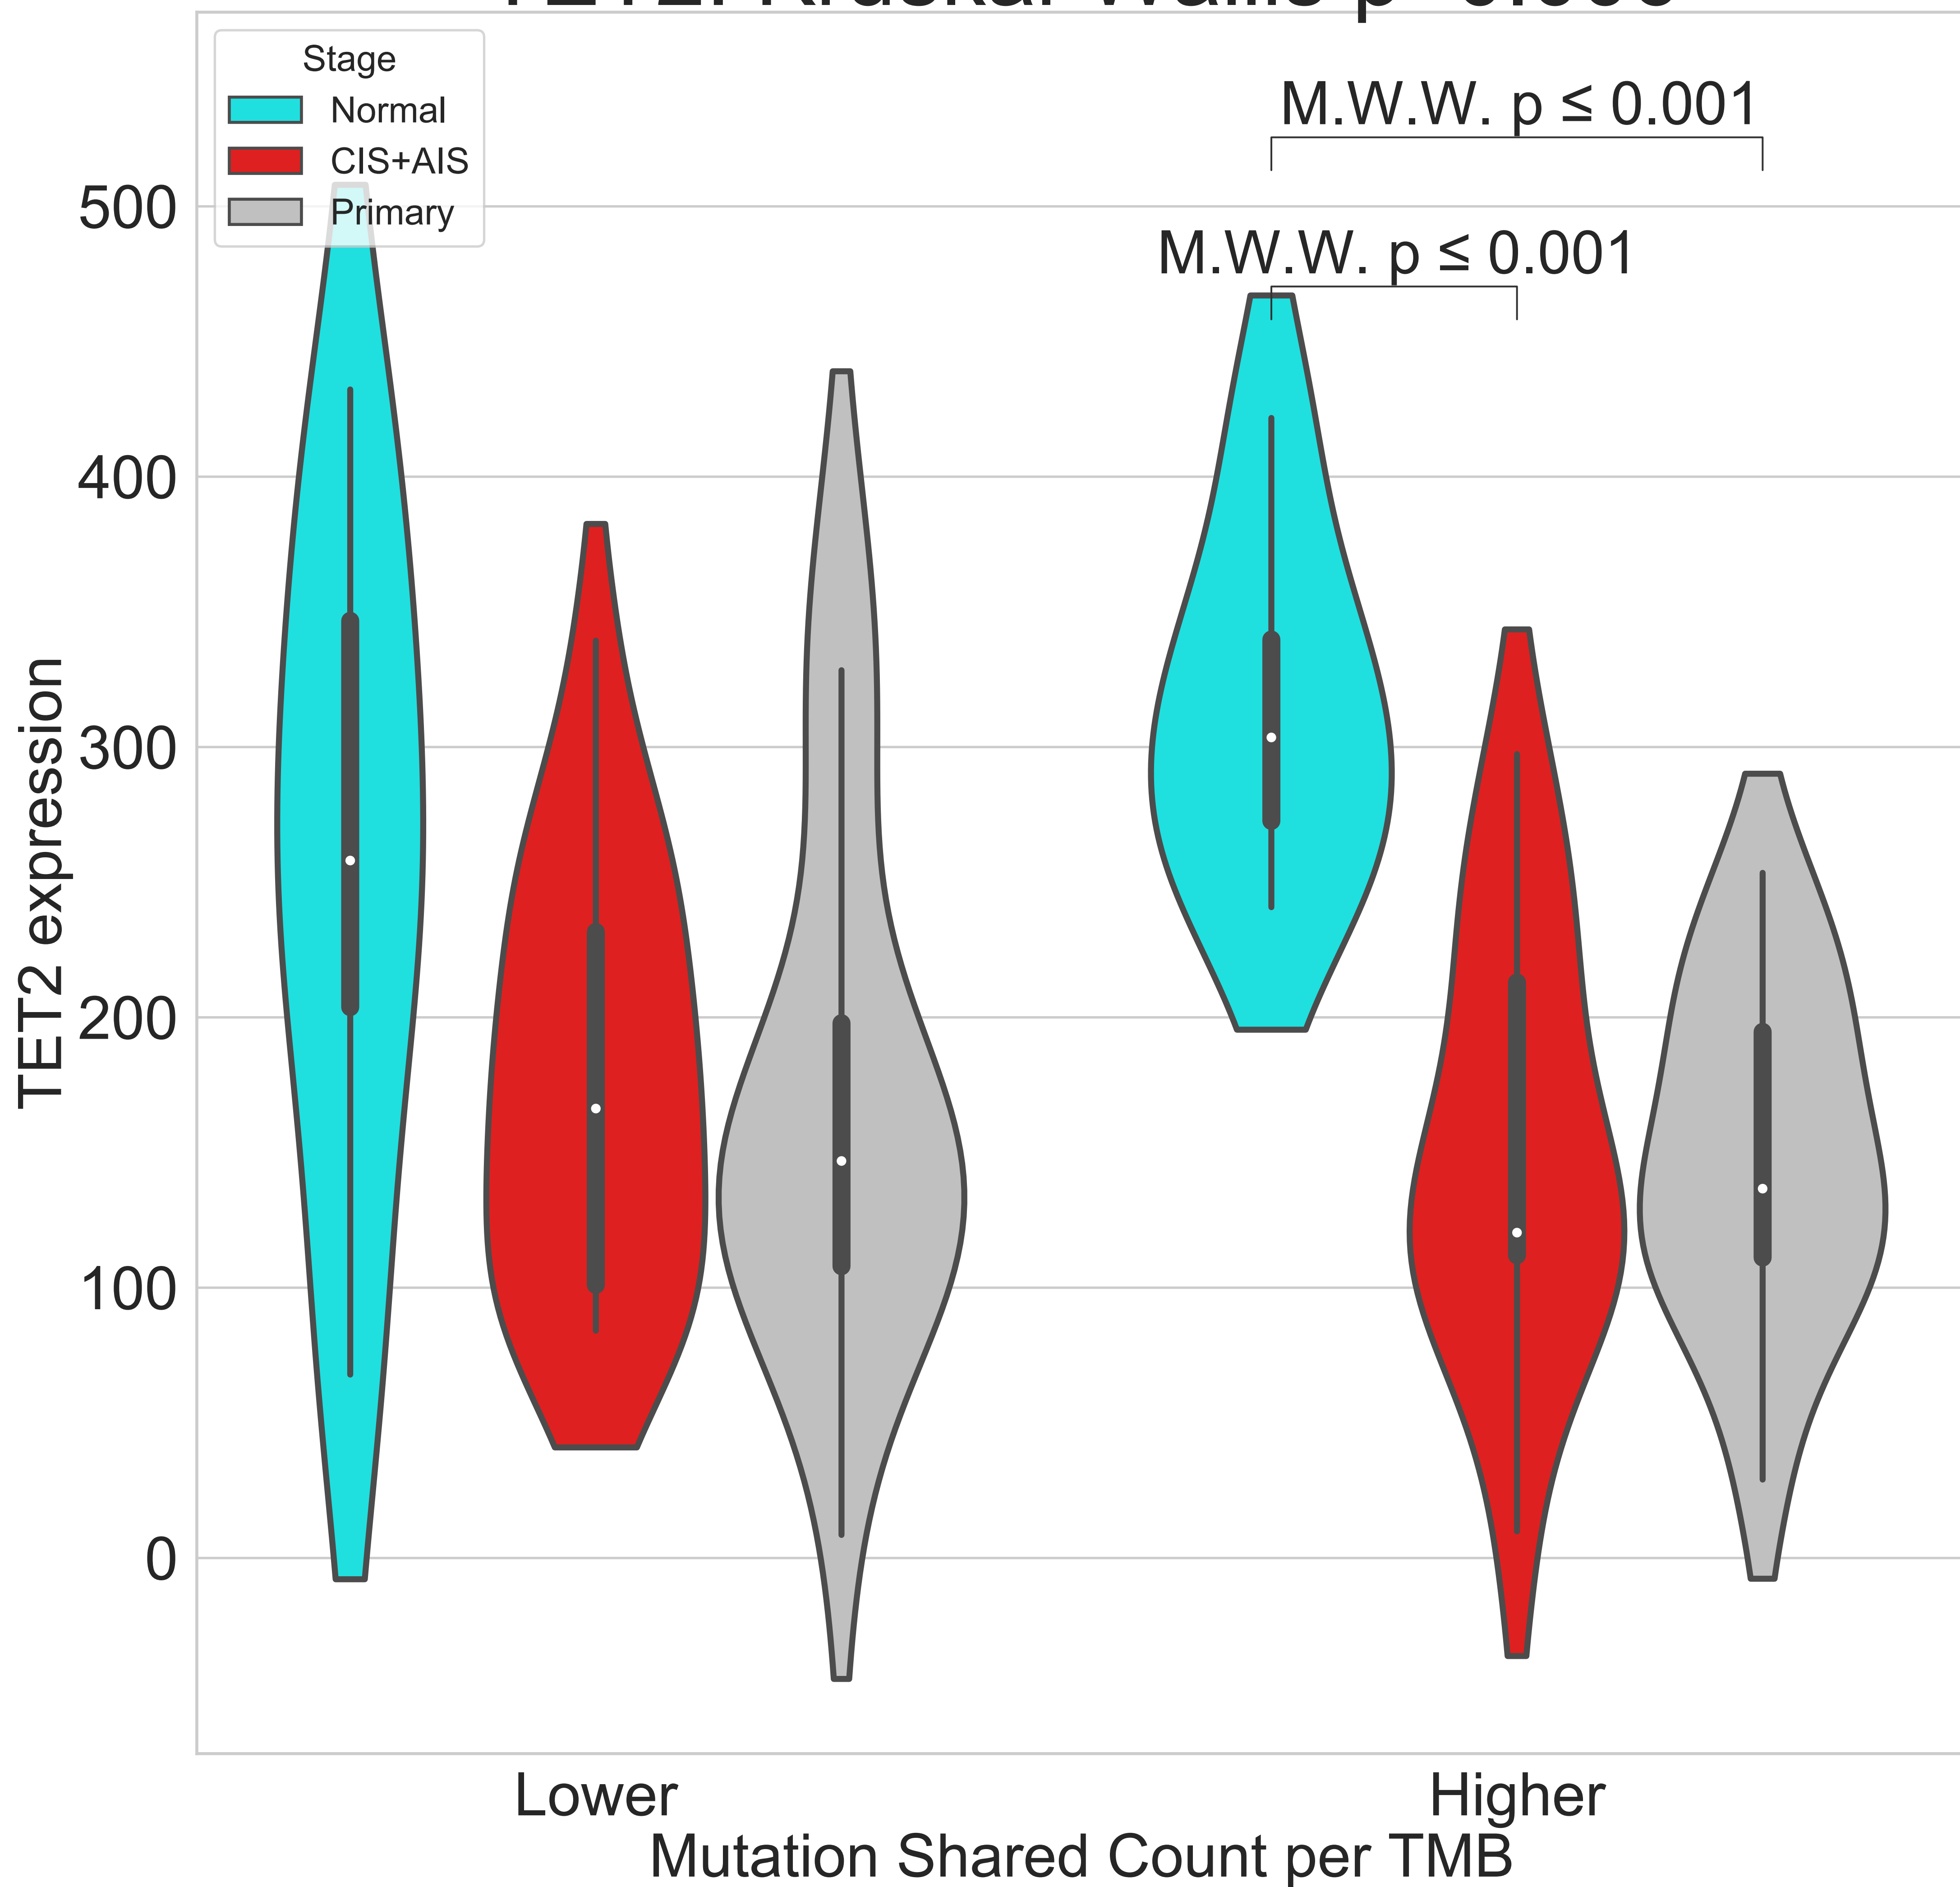 Stage
Normal
CIS+AIS
Primary
M.W.W. p ≤ 0.001
M.W.W. p ≤ 0.001
500
400
300
200
100
0
TET2 expression
Lower
Higher
Mutation Shared Count per TMB